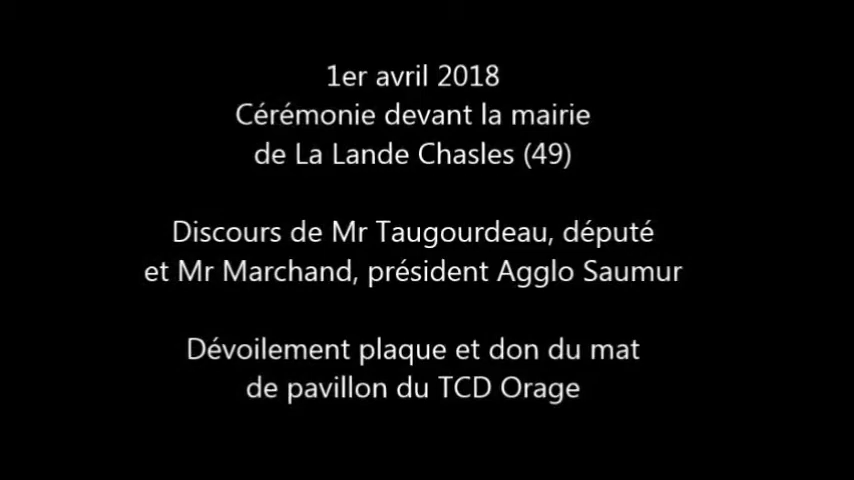 1er avril 2018
Cérémonie devant la mairie
de La Lande Chasles (49)
Discours de Mr Taugourdeau, député
et Mr Marchand, président Agglo Saumur
Dévoilement plaque et don du mat
de pavillon du TCD Orage